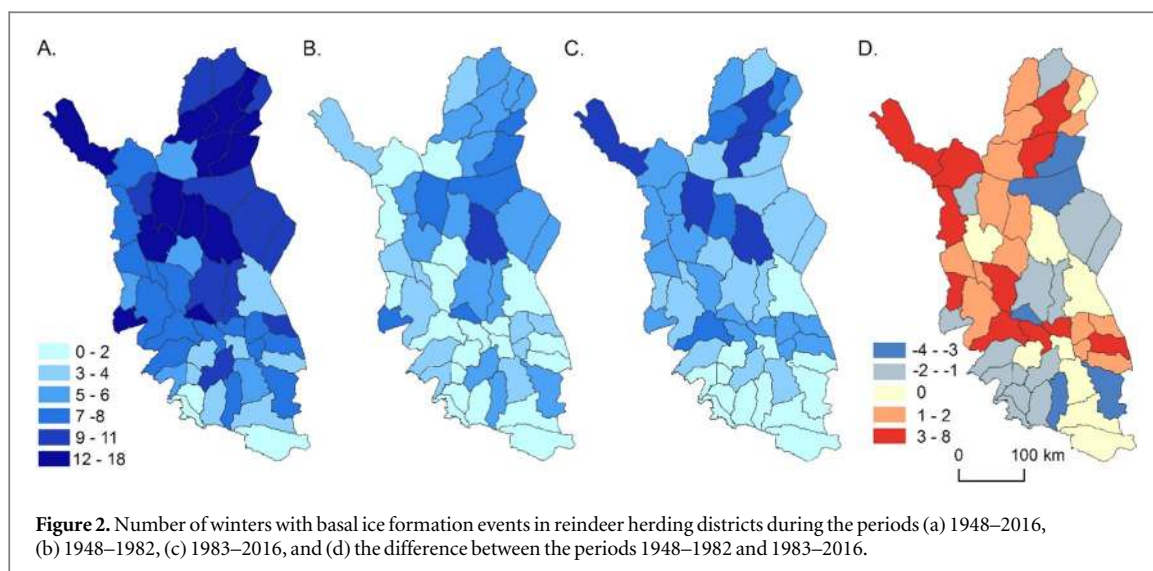 A.
B.
C.
D.
0 - 2
3 - 4
5 - 6
7 - 8
9 - 11
12 - 18
-4 - -3
-2 - -1
0
1 - 2
3 - 8
0 100 km
Figure 2. Number of winters with basal ice formation events in reindeer herding districts during the periods (a) 1948–2016,
(b) 1948–1982, (c) 1983–2016, and (d) the difference between the periods 1948–1982 and 1983–2016.